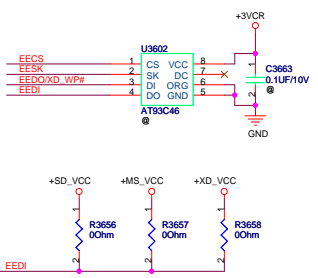 +3VCR
U3602
EECS 1 CS VCC 8
EESK 2 SK DC 7
EEDO/XD_WP# 3 DI ORG 6
EEDI 4 DO GND 5
AT93C46
@
1
C3663
0.1UF/10V
@
2
GND
+SD_VCC +MS_VCC +XD_VCC
1 1 1
R3656 R3657 R3658
0Ohm 0Ohm 0Ohm
2 2 2
EEDI